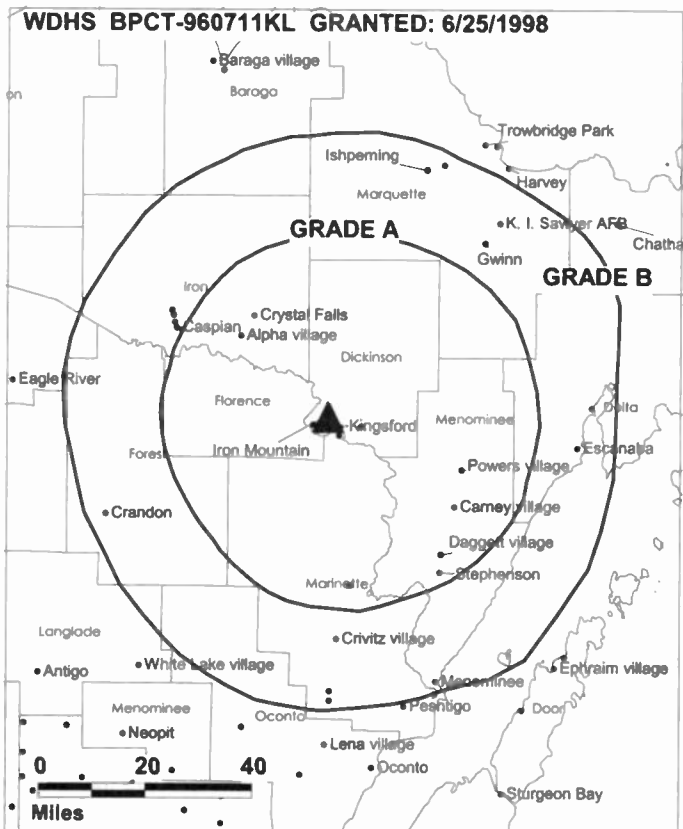 WDHS BPCT-960711KL GRANTED: 6/25/1998
Baraga village
on
Baraga
Trowbridge Park
Ishpeming
Harvey
Marquette
K. I. Sawyer AFB
GRADE A
Chatha
Gwinn
GRADE B
Iron
Crystal Falls
Caspian
Alpha village
Dickinson
Eagle River
Florence
Delta
Menominee
Kingsford
Iron Mountain
Escanaba
Forest
Powers village
Carney village
Crandon
Daggett village
Stephenson
Marinette
Langlade
Crivitz village
White Lake village
Ephraim village
Antigo
Menominee
Menominee
Peshtigo
Door
Oconto
Neopit
Lena village
0 20 40
Oconto
Sturgeon Bay
Miles